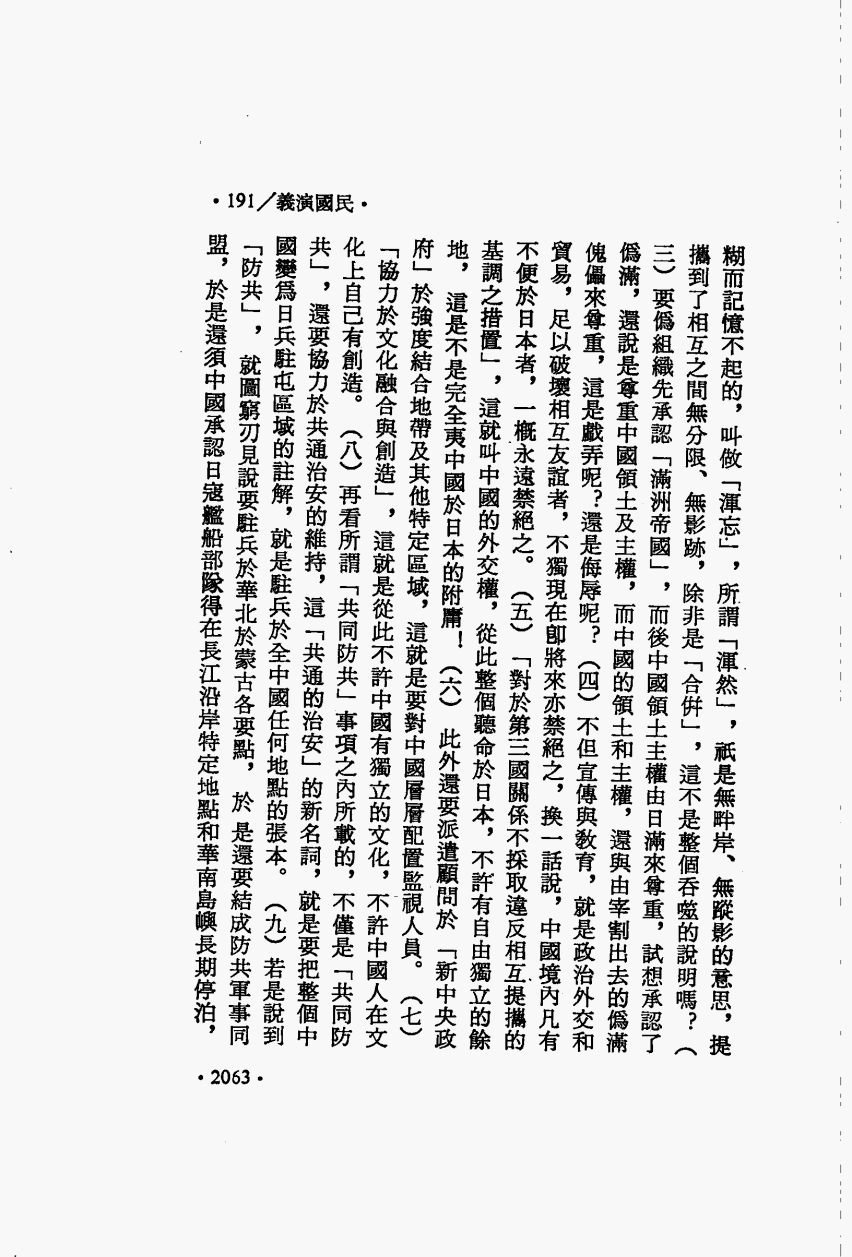 •191／義演國民•
糊而記憶不起的，叫做「渾忘」，所謂「渾然」，祇是無畔岸、無蹤影的意思，提
攜到了相互之間無分限、無影跡，除非是「合倂」，這不是整個吞噬的說明嗎？（
三）要僞組織先承認「滿洲帝國」，而後中國領土主權由日滿來尊重，試想承認了
僞滿，還說是尊重中國領土及主權，而中國的領土和主權，還與由宰割出去的僞滿
傀儡來尊重，這是戲弄呢？還是侮辱呢？（四）不但宣傳與教育，就是政治外交和
貿易，足以破壞相互友誼者，不獨現在卽將來亦禁絕之，換一話說，中國境內凡有
不便於日本者，一概永遠禁絕之。（五）「對於第三國關係不採取違反相互提攜的
基調之措置」，這就叫中國的外交權，從此整個聽命於日本，不許有自由獨立的餘
地，這是不是完全夷中國於日本的附庸！（六）此外還要派遣顧問於「新中央政
府」於強度結合地帶及其他特定區域，這就是要對中國層層配置監視人員。（七）
「協力於文化融合與創造」，這就是從此不許中國有獨立的文化，不許中國人在文
化上自己有創造。（八）再看所謂「共同防共」事項之內所載的，不僅是「共同防
共」，還要協力於共通治安的維持，這「共通的治安」的新名詞，就是要把整個中
國變爲日兵駐屯區域的註解，就是駐兵於全中國任何地點的張本。（九）若是說到
「防共」，就圖窮刃見說要駐兵於華北於蒙古各要點，於是還要結成防共軍事同
盟，於是還須中國承認日寇艦船部隊得在長江沿岸特定地點和華南島嶼長期停泊，
•2063•